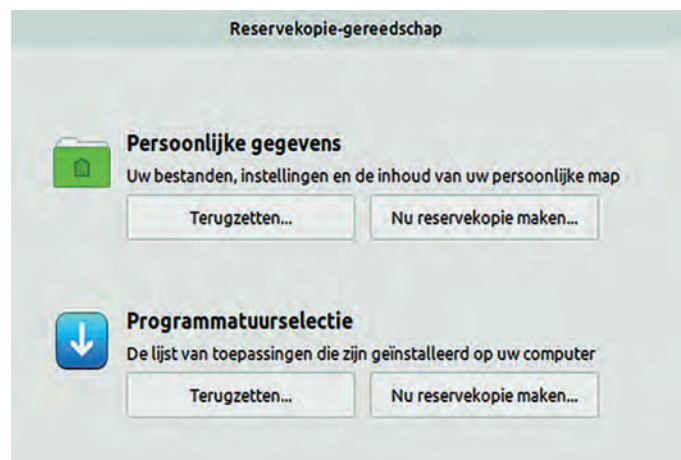 Reservekopie-gereedschap
Persoonlijke gegevens
Uw bestanden, instellingen en de inhoud van uw persoonlijke map
Terugzetten... Nu reservekopie maken...
Programmatuurselectie
De lijst van toepassingen die zijn geïnstalleerd op uw computer
Terugzetten... Nu reservekopie maken...